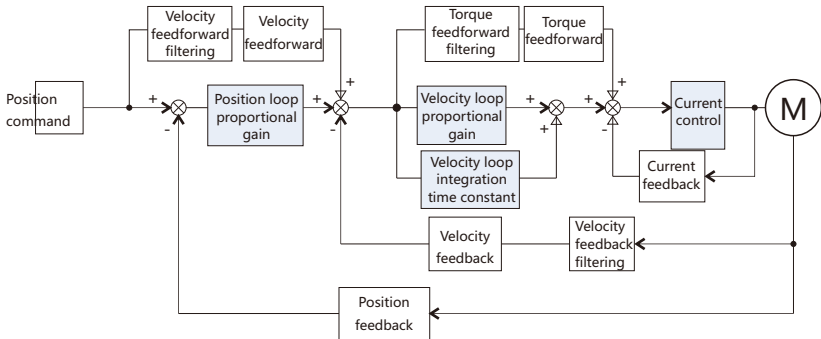 Velocity
feedforward
filtering
Velocity
feedforward
Torque
feedforward
filtering
Torque
feedforward
+
+
Position
command
+
-
Position loop
proportional
gain
+
-
Velocity loop
proportional
gain
+
+
+
-
Current
control
M
Velocity loop
integration
time constant
Current
feedback
Velocity
feedback
Velocity
feedback
filtering
Position
feedback